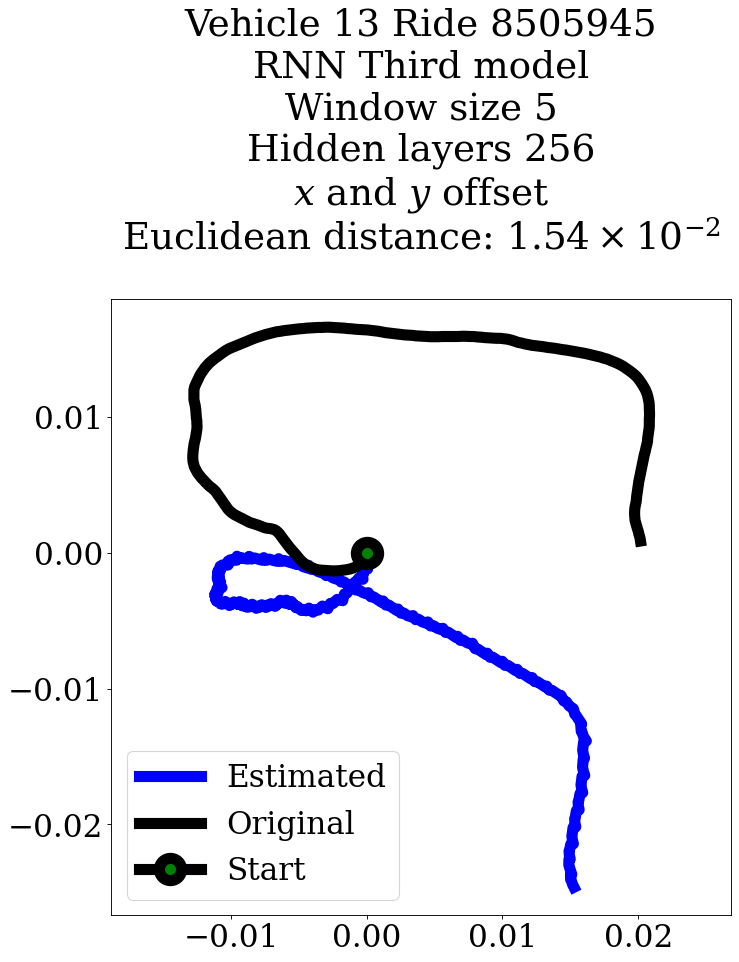 Vehicle 13 Ride 8505945
RNN Third model
Window size 5
Hidden layers 256
x and y offset
Euclidean distance: 1.54 × 10⁻²
0.01
0.00
−0.01
−0.02
Estimated
Original
Start
−0.01 0.00 0.01 0.02